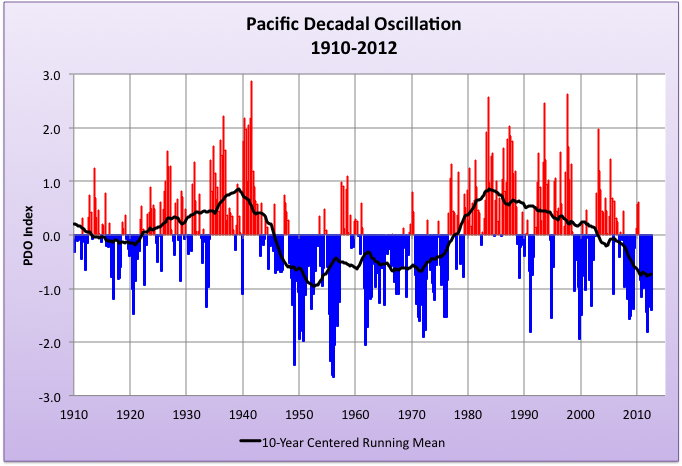 Pacific Decadal Oscillation
1910-2012
PDO Index
3.0
2.0
1.0
0.0
-1.0
-2.0
-3.0
1910 1920 1930 1940 1950 1960 1970 1980 1990 2000 2010
10-Year Centered Running Mean